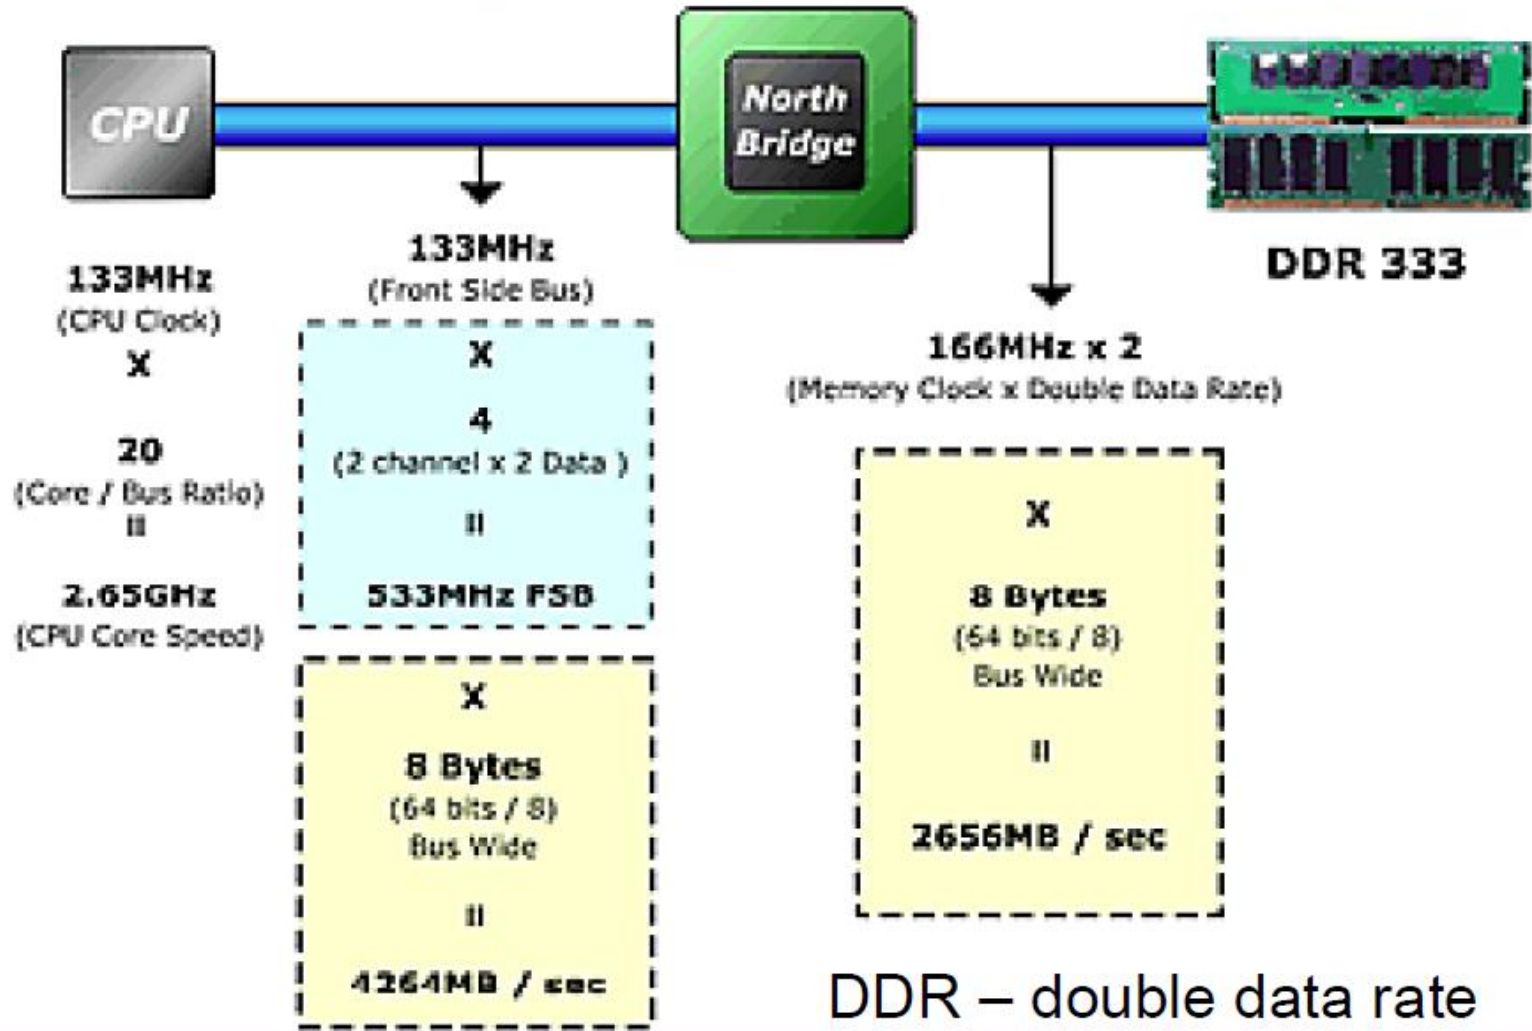 CPU
North
Bridge
DDR 333
133MHz
(CPU Clock)
X
20
(Core / Bus Ratio)
=
2.65GHz
(CPU Core Speed)
133MHz
(Front Side Bus)
X
4
(2 channel x 2 Data )
=
533MHz FSB
X
8 Bytes
(64 bits / 8)
Bus Wide
=
4264MB / sec
166MHz x 2
(Memory Clock x Double Data Rate)
X
8 Bytes
(64 bits / 8)
Bus Wide
=
2656MB / sec
DDR – double data rate